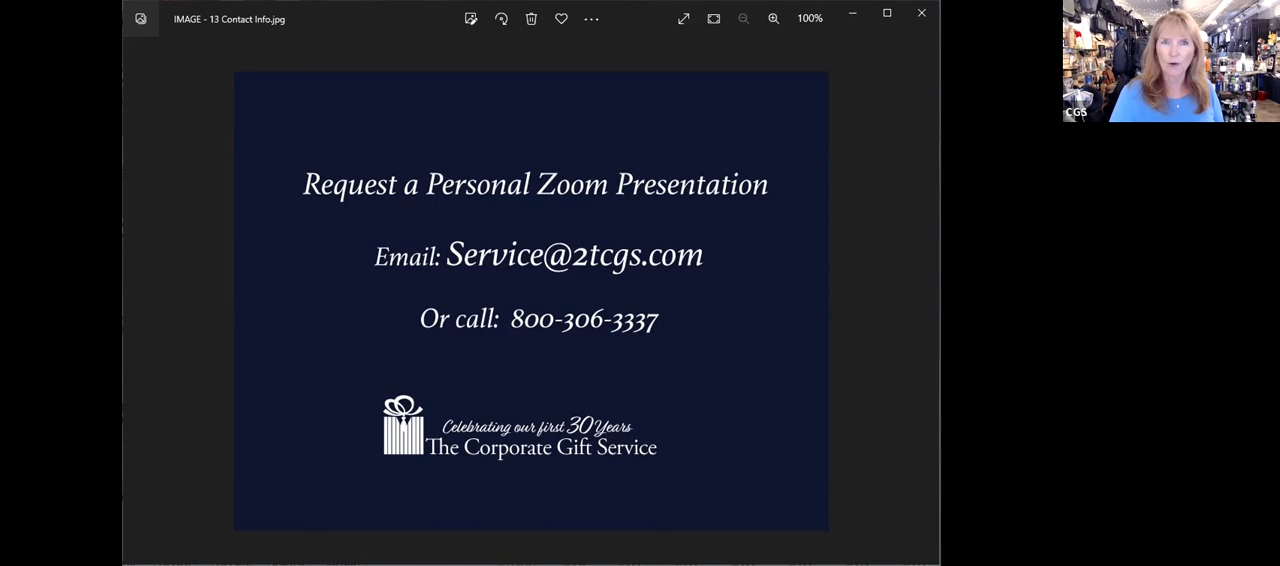 IMAGE - 13 Contact Info.jpg
100%
CGS
Request a Personal Zoom Presentation
Email: Service@2tcgs.com
Or call: 800-306-3337
Celebrating our first 30 Years
The Corporate Gift Service